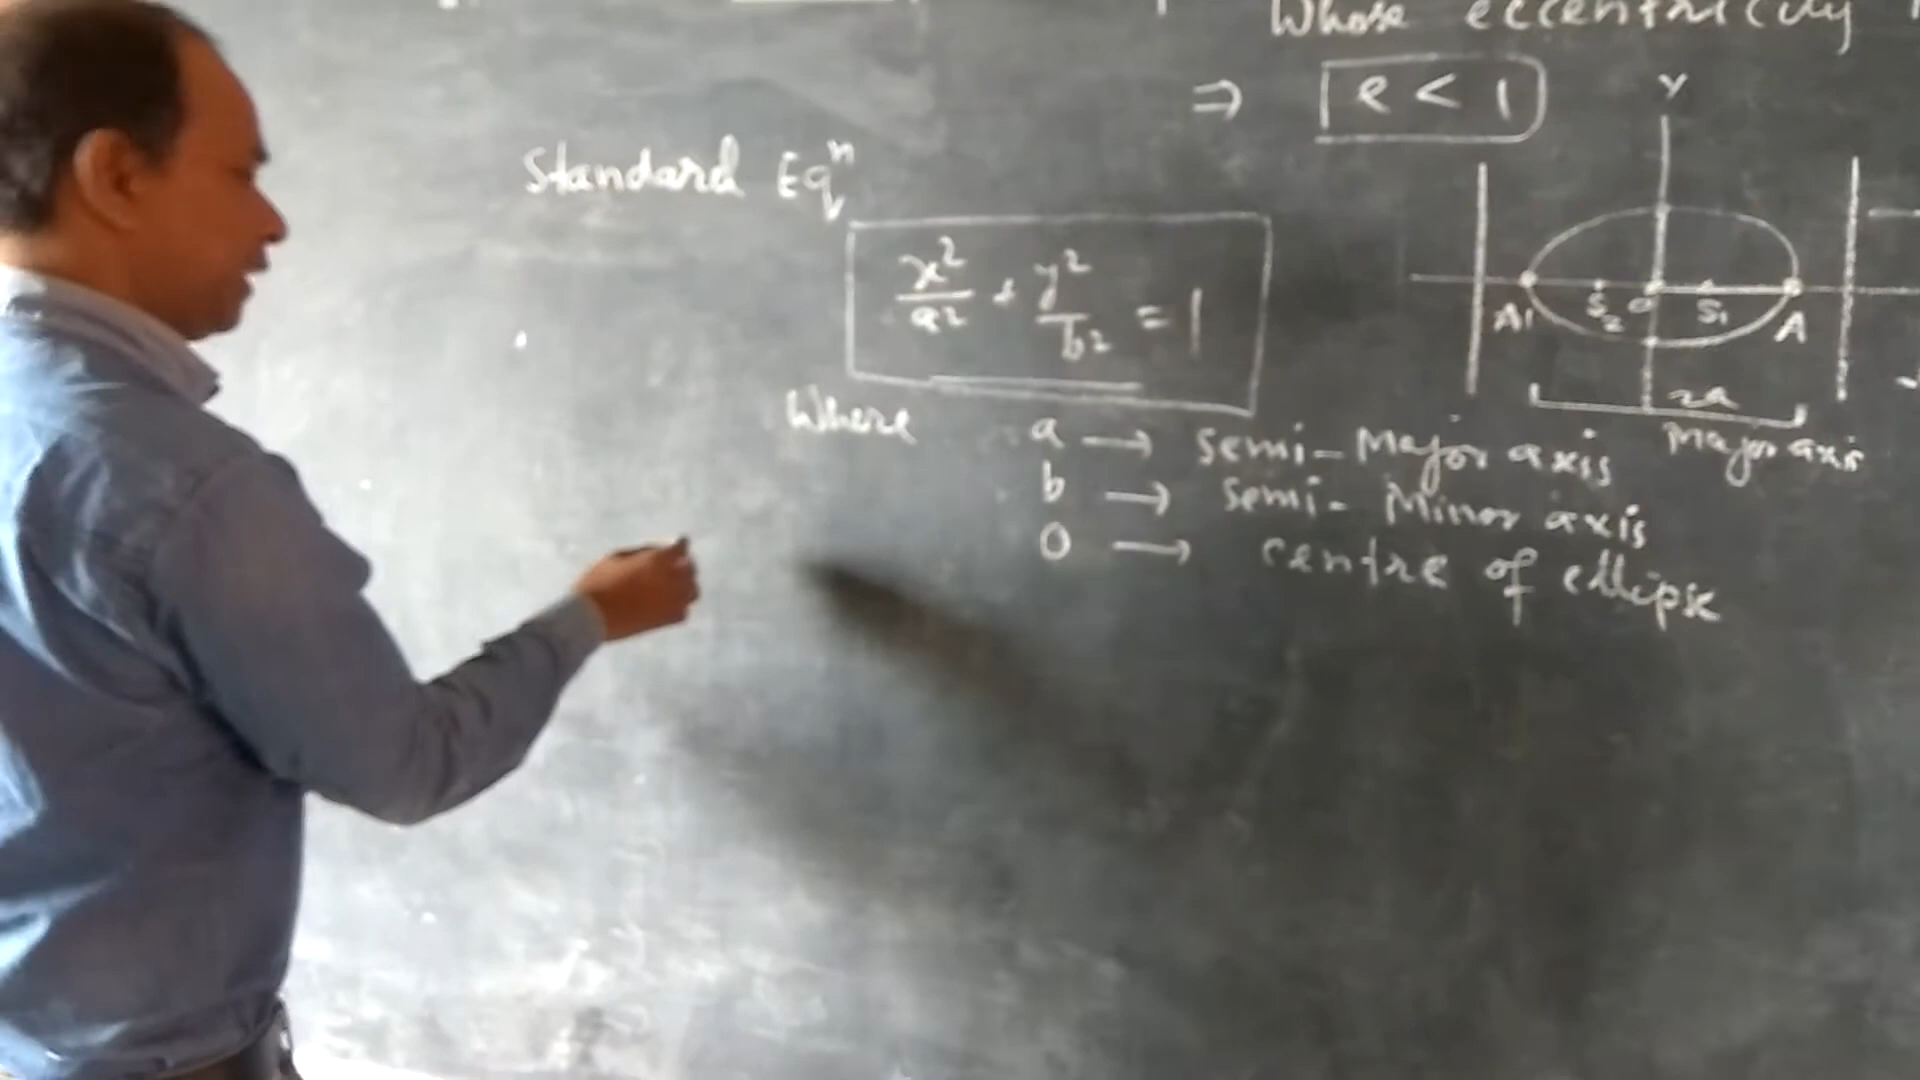 Whose eccentricity
⇒ e < 1
Standard Eqⁿ
x²/a² + y²/b² = 1
Y
A₁ S₂ O S₁ A
2a
Major axis
Where a → Semi-Major axis
b → Semi-Minor axis
O → centre of ellipse